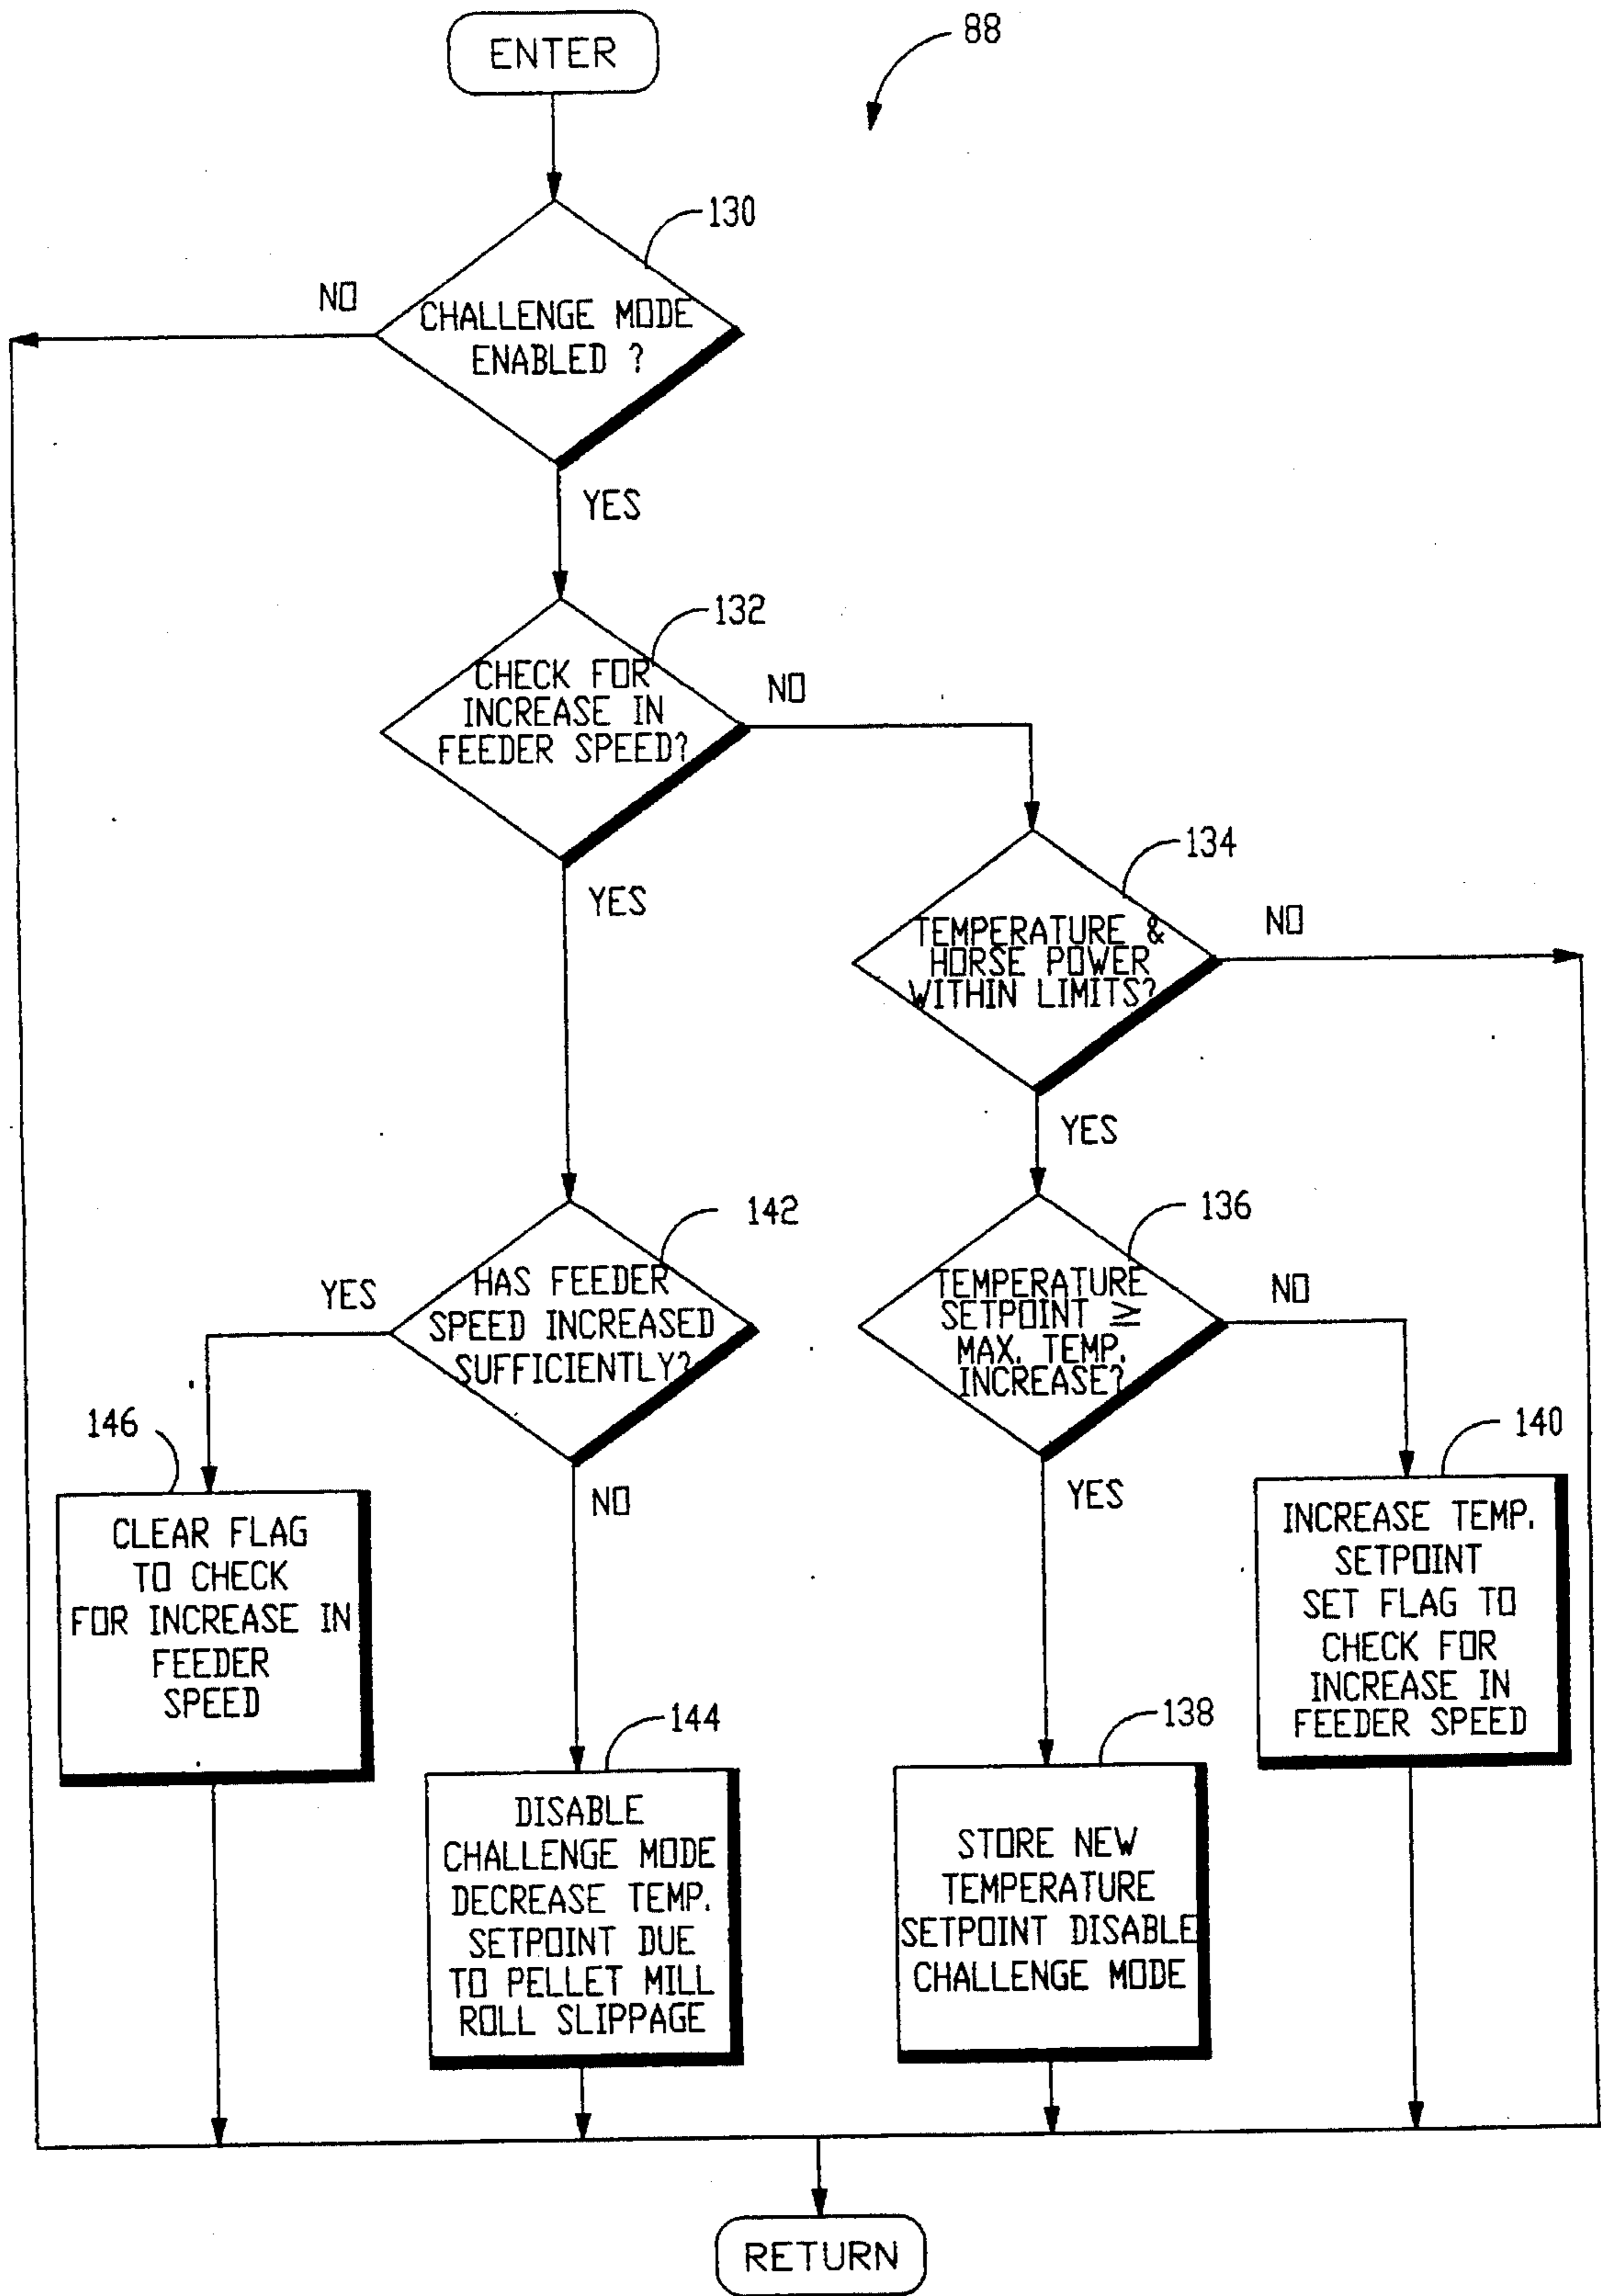 ENTER
88
130
CHALLENGE MODE
ENABLED ?
NO
YES
132
CHECK FOR
INCREASE IN
FEEDER SPEED?
NO
YES
134
TEMPERATURE &
HORSE POWER
WITHIN LIMITS?
NO
YES
142
HAS FEEDER
SPEED INCREASED
SUFFICIENTLY?
YES
NO
136
TEMPERATURE
SETPOINT ≥
MAX. TEMP.
INCREASE?
NO
YES
146
CLEAR FLAG
TO CHECK
FOR INCREASE IN
FEEDER
SPEED
144
DISABLE
CHALLENGE MODE
DECREASE TEMP.
SETPOINT DUE
TO PELLET MILL
ROLL SLIPPAGE
138
STORE NEW
TEMPERATURE
SETPOINT DISABLE
CHALLENGE MODE
140
INCREASE TEMP.
SETPOINT
SET FLAG TO
CHECK FOR
INCREASE IN
FEEDER SPEED
RETURN